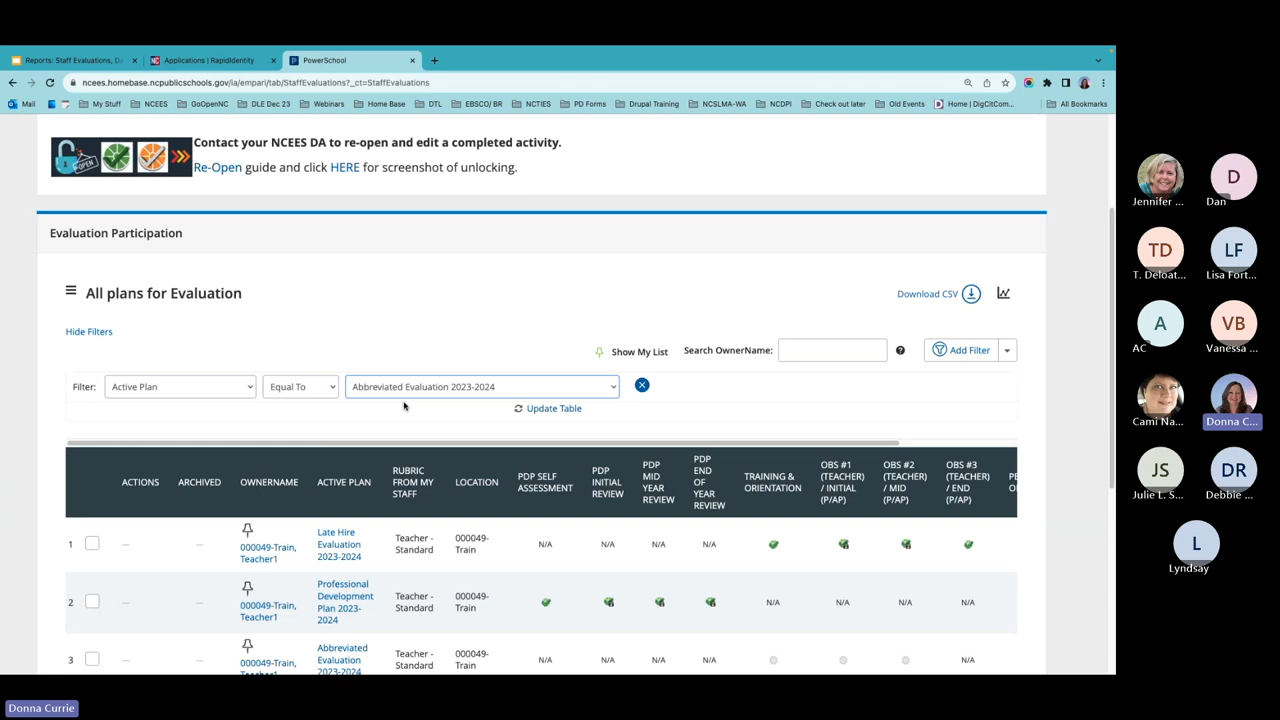 Reports: Staff Evaluations, Da
Applications | RapidIdentity
PowerSchool
ncees.homebase.ncpublicschools.gov/ia/empari/tab/StaffEvaluations?_ct=StaffEvaluations
Mail
My Stuff
NCEES
GoOpenNC
DLE Dec 23
Webinars
Home Base
DTL
EBSCO/ BR
NCTIES
PD Forms
Drupal Training
NCSLMA-WA
NCDPI
Check out later
Old Events
Home | DigCitCom...
All Bookmarks
OPEN
Contact your NCEES DA to re-open and edit a completed activity.
Re-Open guide and click HERE for screenshot of unlocking.
Evaluation Participation
All plans for Evaluation
Download CSV
Hide Filters
Show My List
Search OwnerName:
Add Filter
Filter:
Active Plan
Equal To
Abbreviated Evaluation 2023-2024
Update Table
ACTIONS
ARCHIVED
OWNERNAME
ACTIVE PLAN
RUBRIC
FROM MY
STAFF
LOCATION
PDP SELF
ASSESSMENT
PDP
INITIAL
REVIEW
PDP
MID
YEAR
REVIEW
PDP
END
OF
YEAR
REVIEW
TRAINING &
ORIENTATION
OBS #1
(TEACHER)
/ INITIAL
(P/AP)
OBS #2
(TEACHER)
/ MID
(P/AP)
OBS #3
(TEACHER)
/ END
(P/AP)
1
—
—
000049-Train,
Teacher1
Late Hire
Evaluation
2023-2024
Teacher -
Standard
000049-
Train
N/A
N/A
N/A
N/A
2
—
—
000049-Train,
Teacher1
Professional
Development
Plan 2023-
2024
Teacher -
Standard
000049-
Train
N/A
N/A
N/A
N/A
3
—
—
000049-Train,
Abbreviated
Evaluation
2023-2024
Teacher -
Standard
000049-
Train
N/A
N/A
N/A
N/A
N/A
Jennifer ...
D
Dan
TD
T. Deloat...
LF
Lisa Fort...
A
AC
VB
Vanessa ...
Cami Na...
Donna C...
JS
Julie L. S...
DR
Debbie ...
L
Lyndsay
Donna Currie